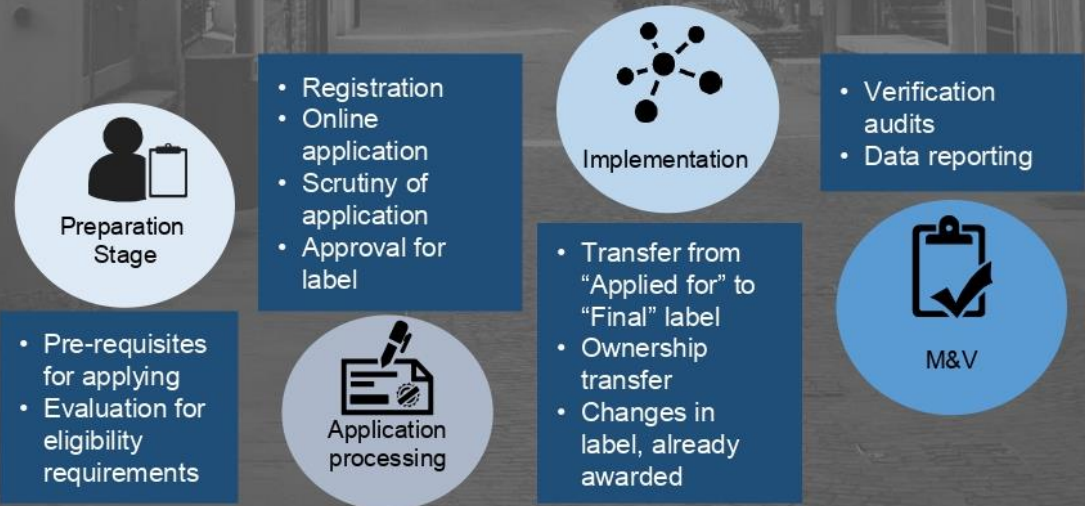 Preparation
Stage
• Pre-requisites
for applying
• Evaluation for
eligibility
requirements
• Registration
• Online
application
• Scrutiny of
application
• Approval for
label
Application
processing
Implementation
• Transfer from
“Applied for” to
“Final” label
• Ownership
transfer
• Changes in
label, already
awarded
• Verification
audits
• Data reporting
M&V